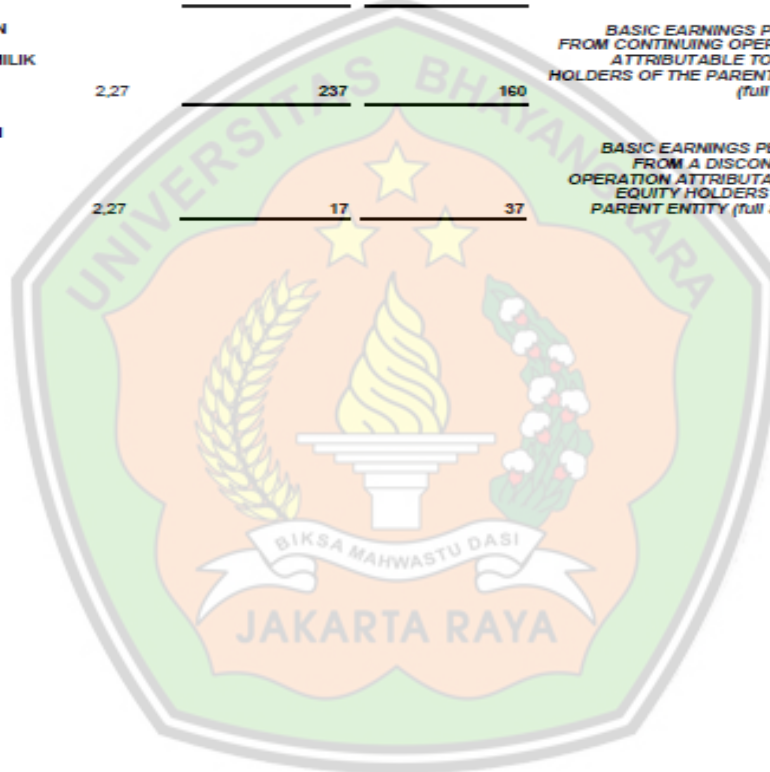 N
MILIK
BASIC EARNINGS P
FROM CONTINUING OPER
ATTRIBUTABLE TO
HOLDERS OF THE PARENT
2,27 237 160 (full
BASIC EARNINGS PE
FROM A DISCON
OPERATION ATTRIBUTA
EQUITY HOLDERS
2,27 17 37 PARENT ENTITY (full
UNIVERSITAS BHAYANGKARA
BIKSA MAHWASTU DASI
JAKARTA RAYA